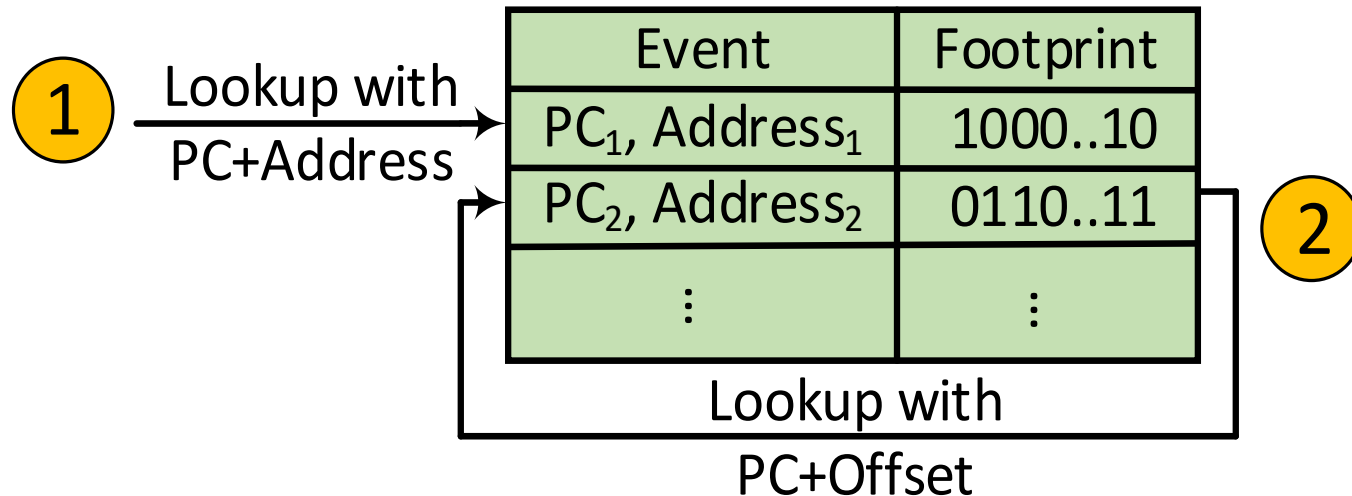 Event Footprint
1 Lookup with
PC+Address
PC₁, Address₁ 1000..10
PC₂, Address₂ 0110..11
2
⋮ ⋮
Lookup with
PC+Offset